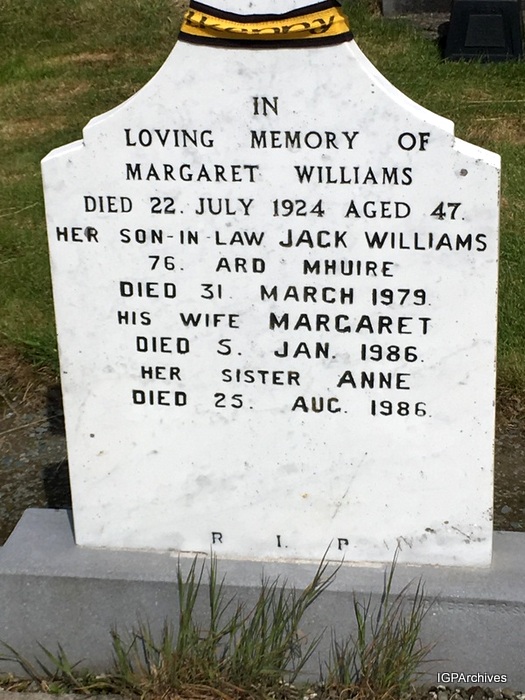 Kilkenny
IN
LOVING MEMORY OF
MARGARET WILLIAMS
DIED 22. JULY 1924 AGED 47.
HER SON-IN-LAW JACK WILLIAMS
76. ARD MHUIRE
DIED 31. MARCH 1979.
HIS WIFE MARGARET
DIED 5. JAN. 1986.
HER SISTER ANNE
DIED 25. AUG. 1986.
R. I. P.
IGPArchives